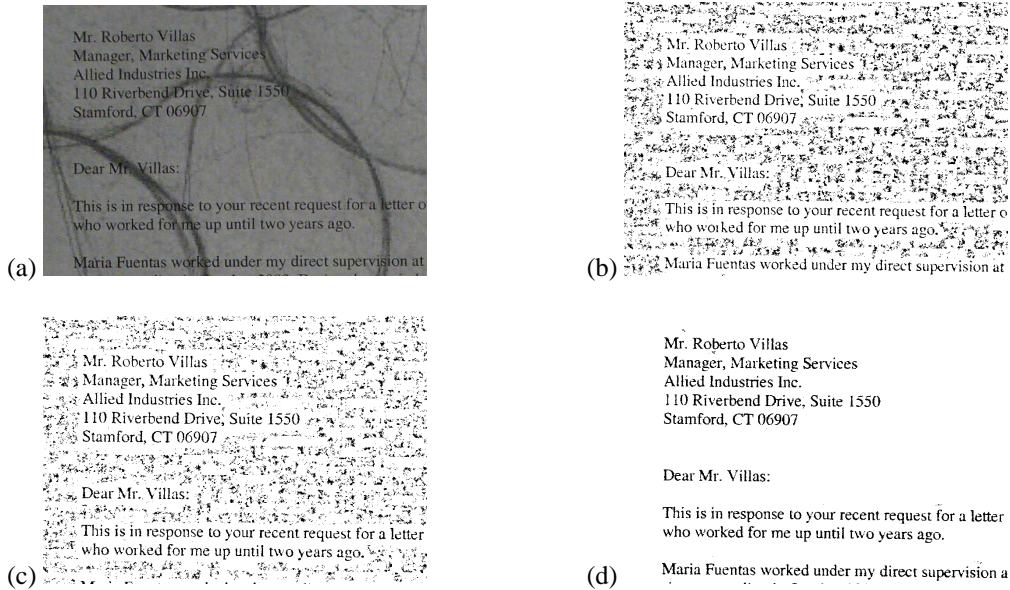 Mr. Roberto Villas
Manager, Marketing Services
Allied Industries Inc.
110 Riverbend Drive, Suite 1550
Stamford, CT 06907
Dear Mr. Villas:
This is in response to your recent request for a letter o
who worked for me up until two years ago.
Maria Fuentas worked under my direct supervision at
(a)
Mr. Roberto Villas
Manager, Marketing Services
Allied Industries Inc.
110 Riverbend Drive, Suite 1550
Stamford, CT 06907
Dear Mr. Villas:
This is in response to your recent request for a letter o
who worked for me up until two years ago.
Maria Fuentas worked under my direct supervision at
(b)
Mr. Roberto Villas
Manager, Marketing Services
Allied Industries Inc.
110 Riverbend Drive, Suite 1550
Stamford, CT 06907
Dear Mr. Villas:
This is in response to your recent request for a letter
who worked for me up until two years ago.
(c)
Mr. Roberto Villas
Manager, Marketing Services
Allied Industries Inc.
110 Riverbend Drive, Suite 1550
Stamford, CT 06907
Dear Mr. Villas:
This is in response to your recent request for a letter
who worked for me up until two years ago.
Maria Fuentas worked under my direct supervision a
(d)